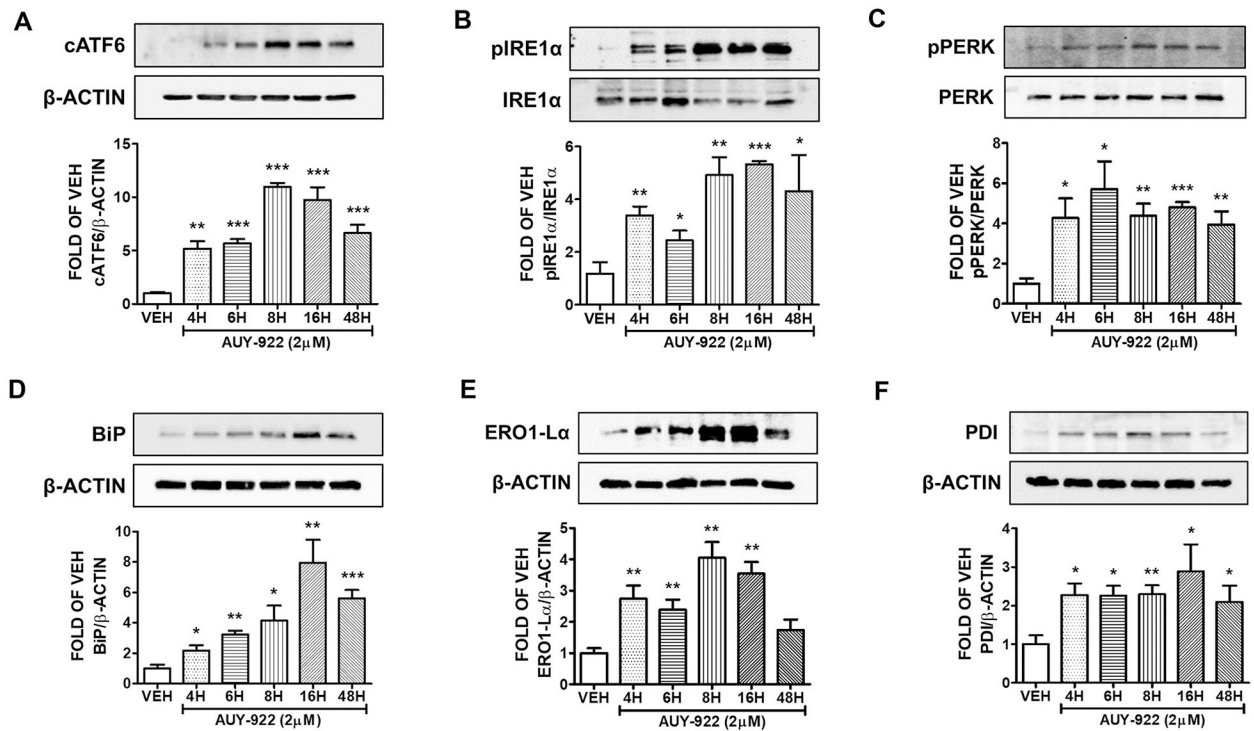 A
cATF6
β-ACTIN
FOLD OF VEH
cATF6/β-ACTIN
15
10
5
0
** *** *** *** ***
VEH 4H 6H 8H 16H 48H
AUY-922 (2μM)
B
pIRE1α
IRE1α
FOLD OF VEH
pIRE1α/IRE1α
6
4
2
0
** * ** *** *
VEH 4H 6H 8H 16H 48H
AUY-922 (2μM)
C
pPERK
PERK
FOLD OF VEH
pPERK/PERK
8
6
4
2
0
* * ** *** **
VEH 4H 6H 8H 16H 48H
AUY-922 (2μM)
D
BiP
β-ACTIN
FOLD OF VEH
BiP/β-ACTIN
10
8
6
4
2
0
* ** * ** ***
VEH 4H 6H 8H 16H 48H
AUY-922 (2μM)
E
ERO1-Lα
β-ACTIN
FOLD OF VEH
ERO1-Lα/β-ACTIN
5
4
3
2
1
0
** ** ** **
VEH 4H 6H 8H 16H 48H
AUY-922 (2μM)
F
PDI
β-ACTIN
FOLD OF VEH
PDI/β-ACTIN
4
3
2
1
0
* * ** * *
VEH 4H 6H 8H 16H 48H
AUY-922 (2μM)